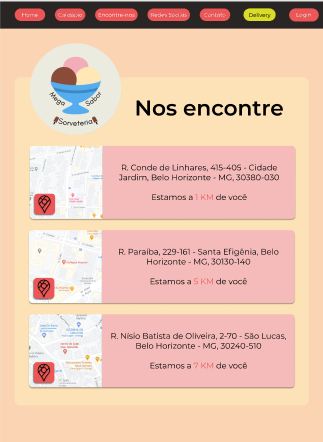 Home Cardápio Encontre-nos Redes Sociais Contato Delivery Login
Mega Sabor
Sorveteria
Nos encontre
R. Conde de Linhares, 415-405 - Cidade
Jardim, Belo Horizonte - MG, 30380-030
Estamos a 1 KM de você
R. Paraíba, 229-161 - Santa Efigênia, Belo
Horizonte - MG, 30130-140
Estamos a 5 KM de você
R. Nísio Batista de Oliveira, 2-70 - São Lucas,
Belo Horizonte - MG, 30240-510
Estamos a 7 KM de você